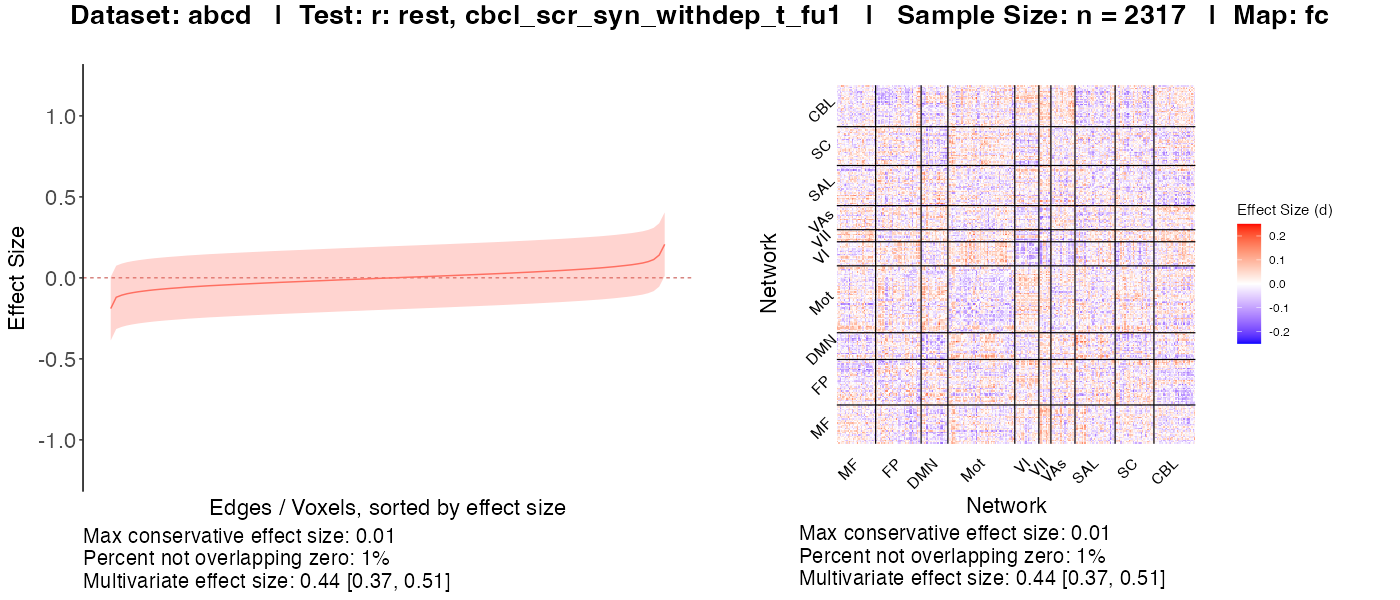 Dataset: abcd | Test: r: rest, cbcl_scr_syn_withdep_t_fu1 | Sample Size: n = 2317 | Map: fc
Effect Size
1.0
0.5
0.0
-0.5
-1.0
Edges / Voxels, sorted by effect size
Max conservative effect size: 0.01
Percent not overlapping zero: 1%
Multivariate effect size: 0.44 [0.37, 0.51]
Network
CBL
SC
SAL
VAs
VII
VI
Mot
DMN
FP
MF
MF
FP
DMN
Mot
VI
VII
VAs
SAL
SC
CBL
Network
Max conservative effect size: 0.01
Percent not overlapping zero: 1%
Multivariate effect size: 0.44 [0.37, 0.51]
Effect Size (d)
0.2
0.1
0.0
-0.1
-0.2